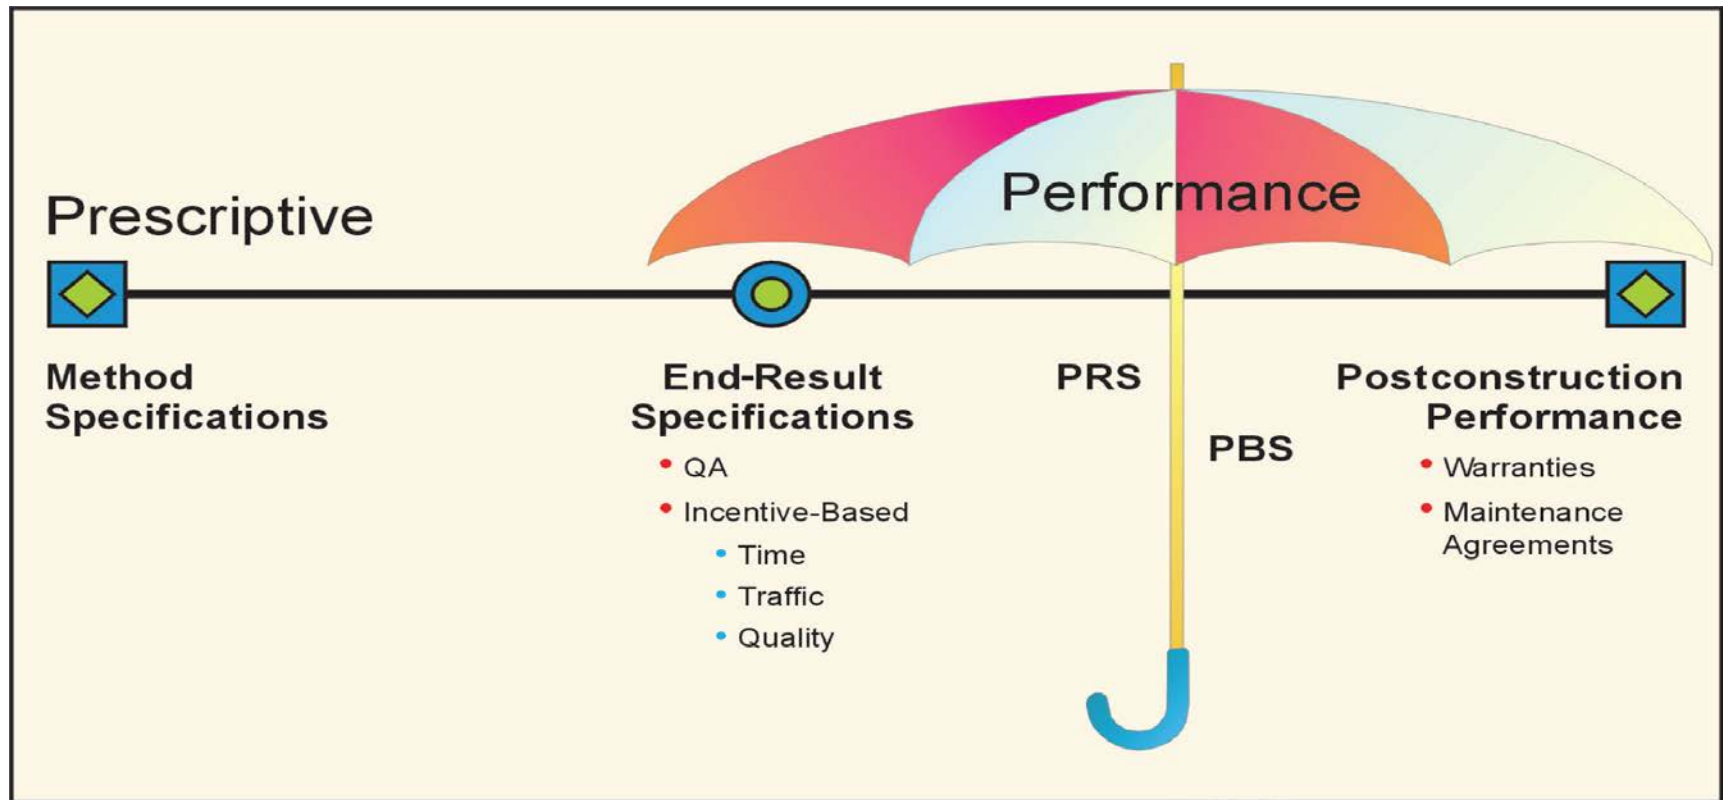 Prescriptive
Performance
Method
Specifications
End-Result
Specifications
• QA
• Incentive-Based
• Time
• Traffic
• Quality
PRS
PBS
Postconstruction
Performance
• Warranties
• Maintenance
Agreements